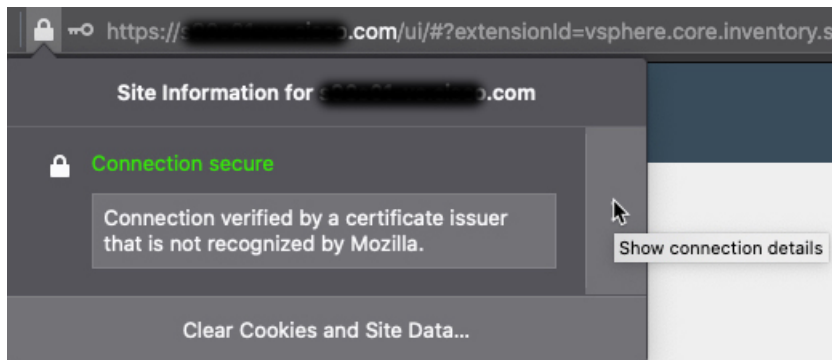 https:// .com/ui/#?extensionId=vsphere.core.inventory.s
Site Information for .com
Connection secure
Connection verified by a certificate issuer
that is not recognized by Mozilla.
Show connection details
Clear Cookies and Site Data...